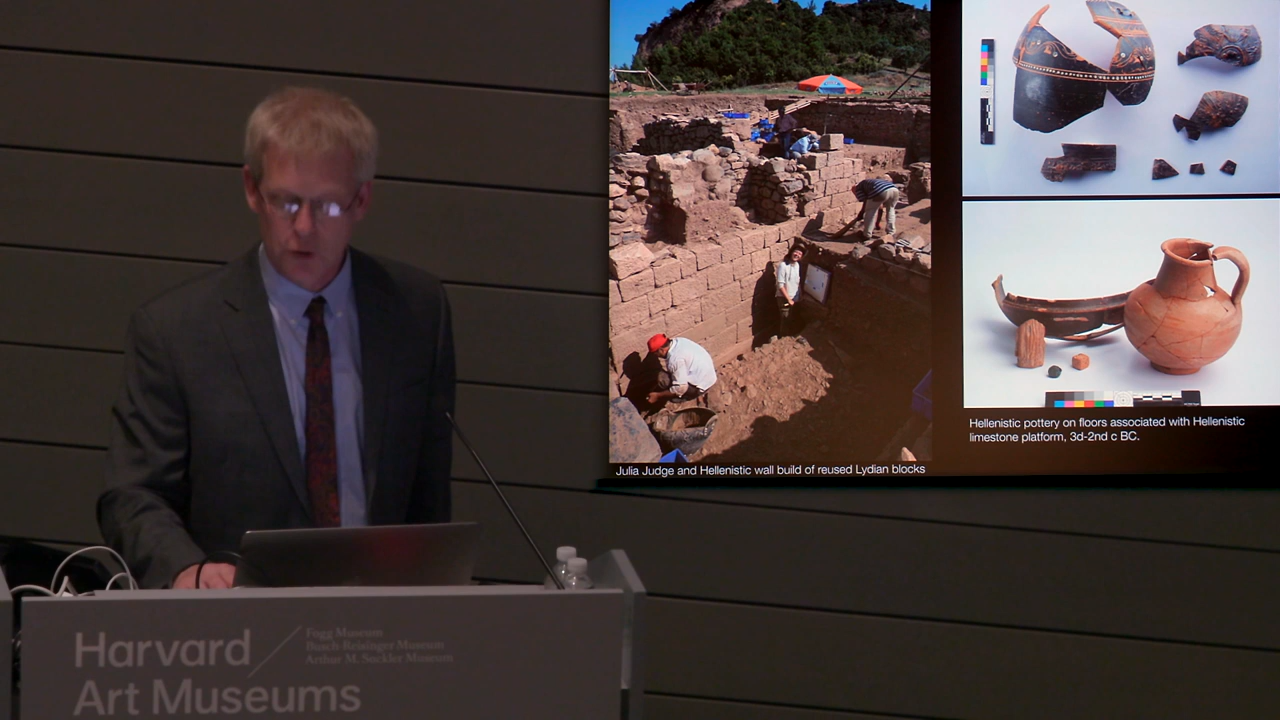 Julia Judge and Hellenistic wall build of reused Lydian blocks
Hellenistic pottery on floors associated with Hellenistic
limestone platform, 3d-2nd c BC.
Harvard
Art Museums
Fogg Museum
Busch-Reisinger Museum
Arthur M. Sackler Museum